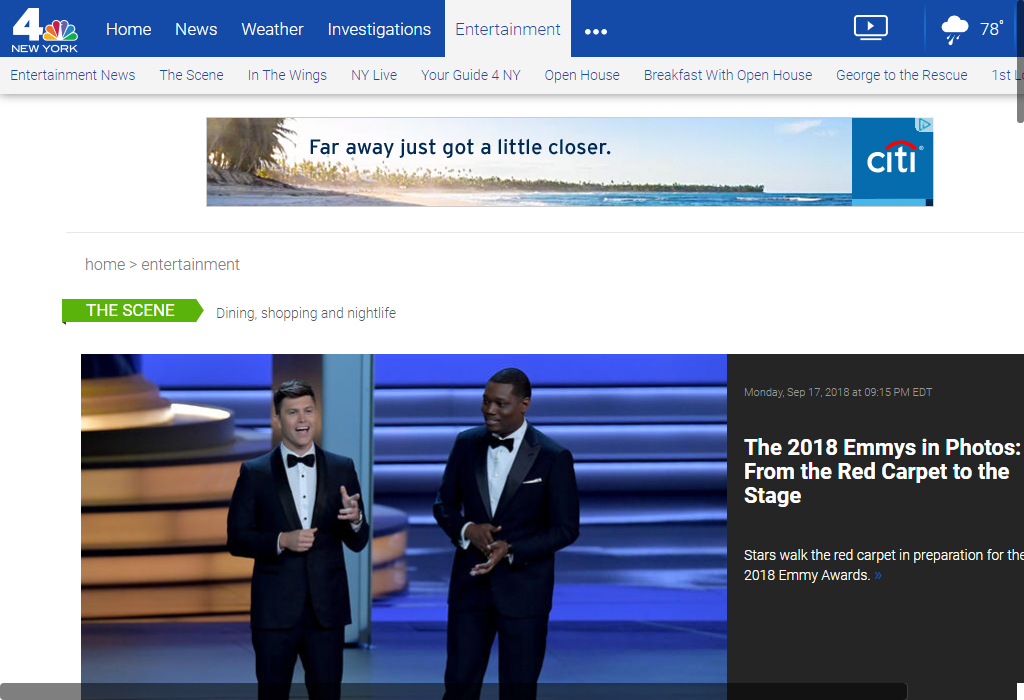 4
NEW YORK
Home News Weather Investigations Entertainment 78°
Entertainment News The Scene In The Wings NY Live Your Guide 4 NY Open House Breakfast With Open House George to the Rescue 1st
Far away just got a little closer.
citi®
home > entertainment
THE SCENE Dining, shopping and nightlife
Monday, Sep 17, 2018 at 09:15 PM EDT
The 2018 Emmys in Photos:
From the Red Carpet to the
Stage
Stars walk the red carpet in preparation for the
2018 Emmy Awards. »